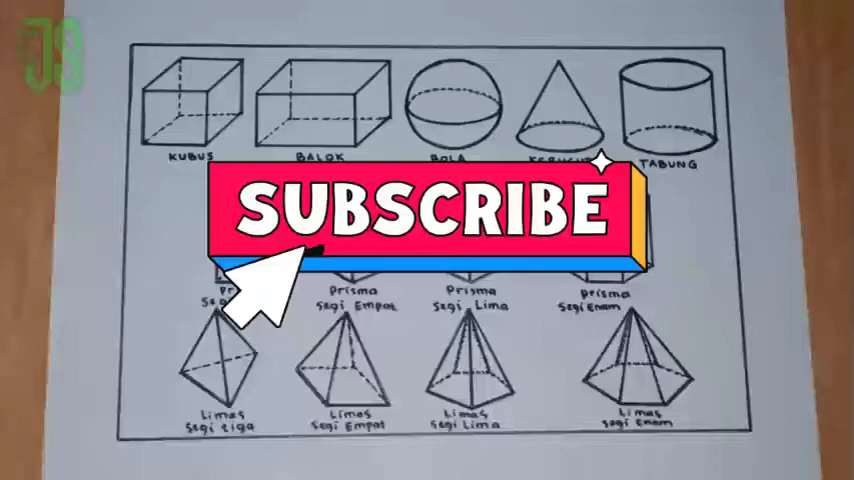 JS
KUBUS
BALOK
BOLA
TABUNG
SUBSCRIBE
Prisma
Segi Empat
Prisma
Segi Lima
Prisma
Segi Enam
Limas
Segi tiga
Limas
Segi Empat
Limas
Segi Lima
Limas
Segi Enam